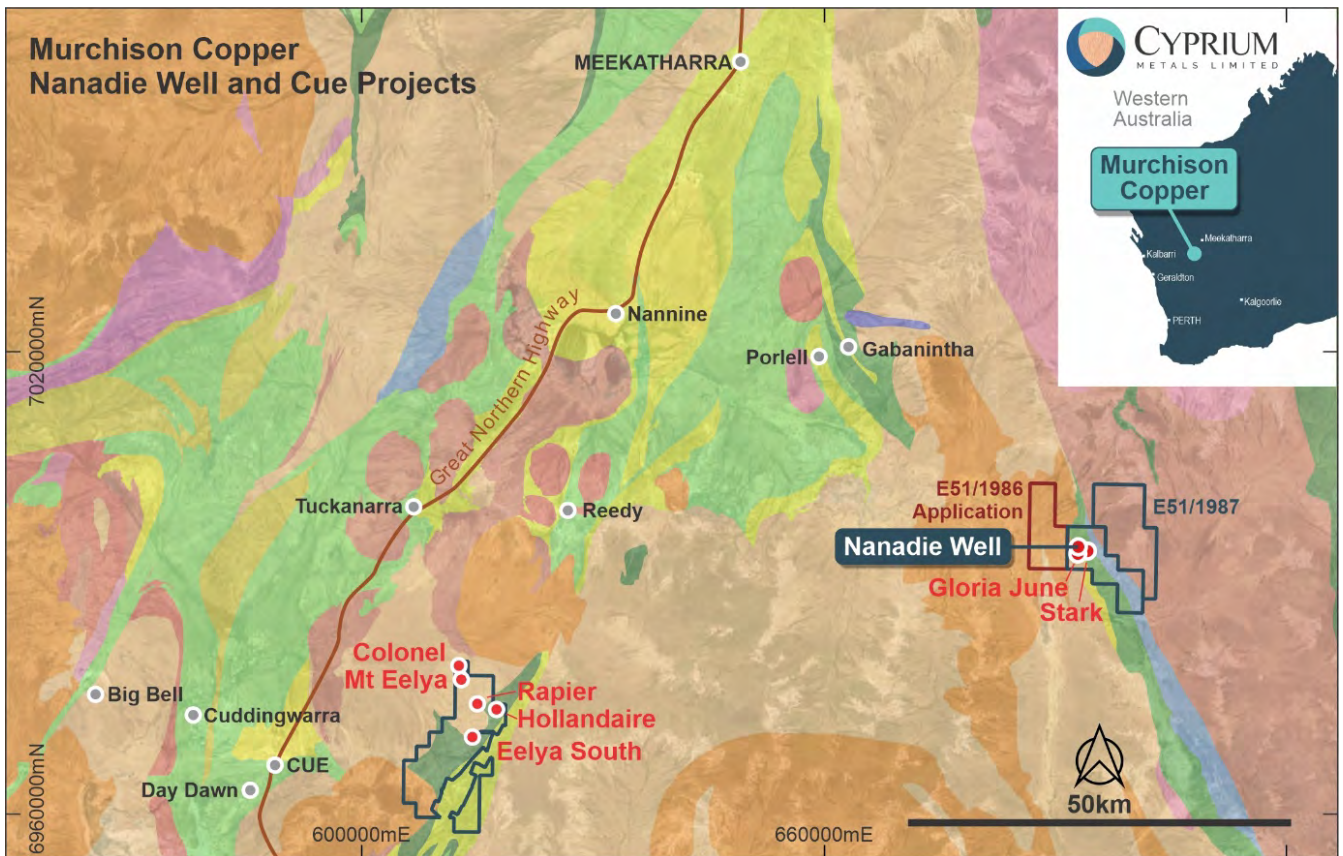 Murchison Copper
Nanadie Well and Cue Projects
MEEKATHARRA
CYPRIUM
METALS LIMITED
Western
Australia
Murchison
Copper
Meekatharra
Kalbarri
Geraldton
Kalgoorlie
PERTH
7020000mN
Great Northern Highway
Nannine
Porlell
Gabanintha
Tuckanarra
Reedy
E51/1986
Application
E51/1987
Nanadie Well
Gloria June
Stark
Colonel
Mt Eelya
Rapier
Hollandaire
Eelya South
Big Bell
Cuddingwarra
CUE
Day Dawn
6960000mN
600000mE
660000mE
50km